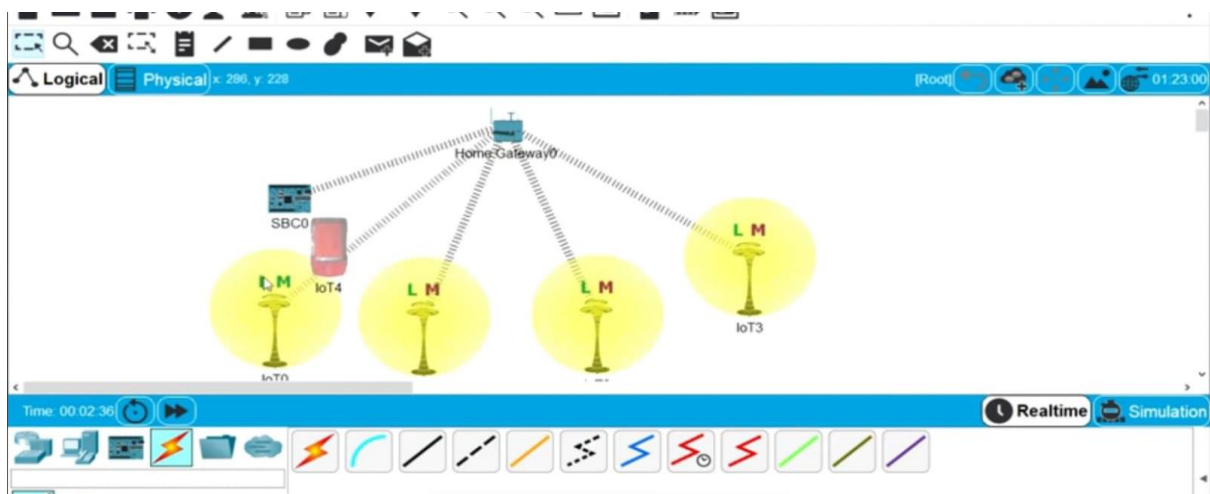 Logical Physical x: 286, y: 228 [Root] 01:23:00
Home Gateway0
SBC0
L M
IoT3
L M
IoT4
L M
L M
IoT0
Time: 00:02:36 Realtime Simulation